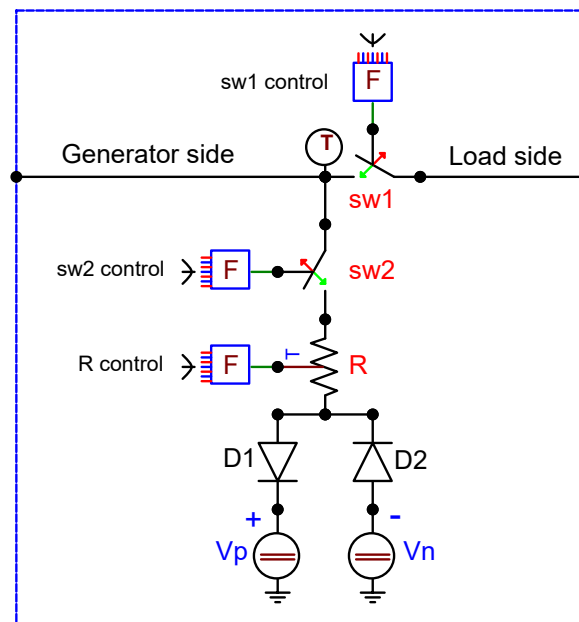 sw1 control
F
T
Generator side
Load side
sw1
sw2 control
F
sw2
R control
F
T
R
D1
D2
+
-
Vp
Vn